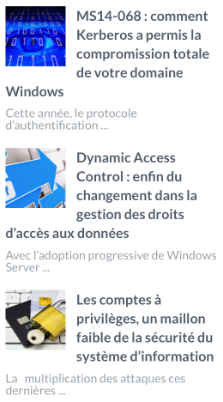 MS14-068 : comment
Kerberos a permis la
compromission totale
de votre domaine
Windows
Cette année, le protocole
d'authentification ...
Dynamic Access
Control : enfin du
changement dans la
gestion des droits
d'accès aux données
Avec l'adoption progressive de Windows
Server ...
Les comptes à
privilèges, un maillon
faible de la sécurité du
système d'information
La multiplication des attaques ces
dernières ...